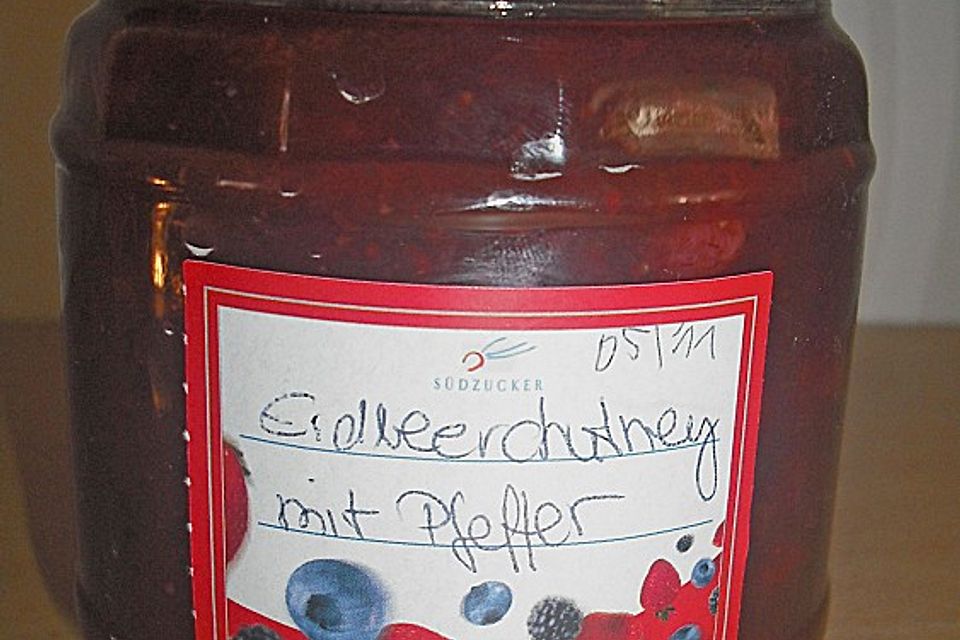 05/'11
SÜDZUCKER
Erdbeerchutney
mit Pfeffer